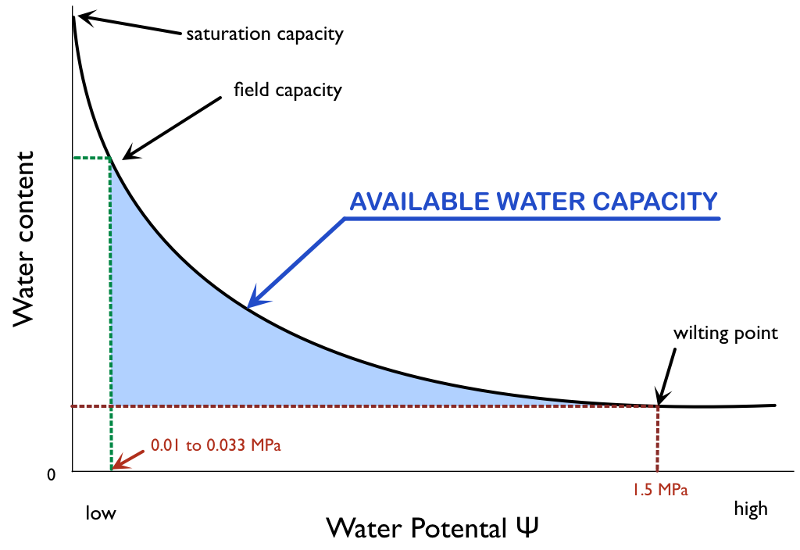 saturation capacity
field capacity
AVAILABLE WATER CAPACITY
Water content
wilting point
0.01 to 0.033 MPa
0
1.5 MPa
low
high
Water Potental Ψ